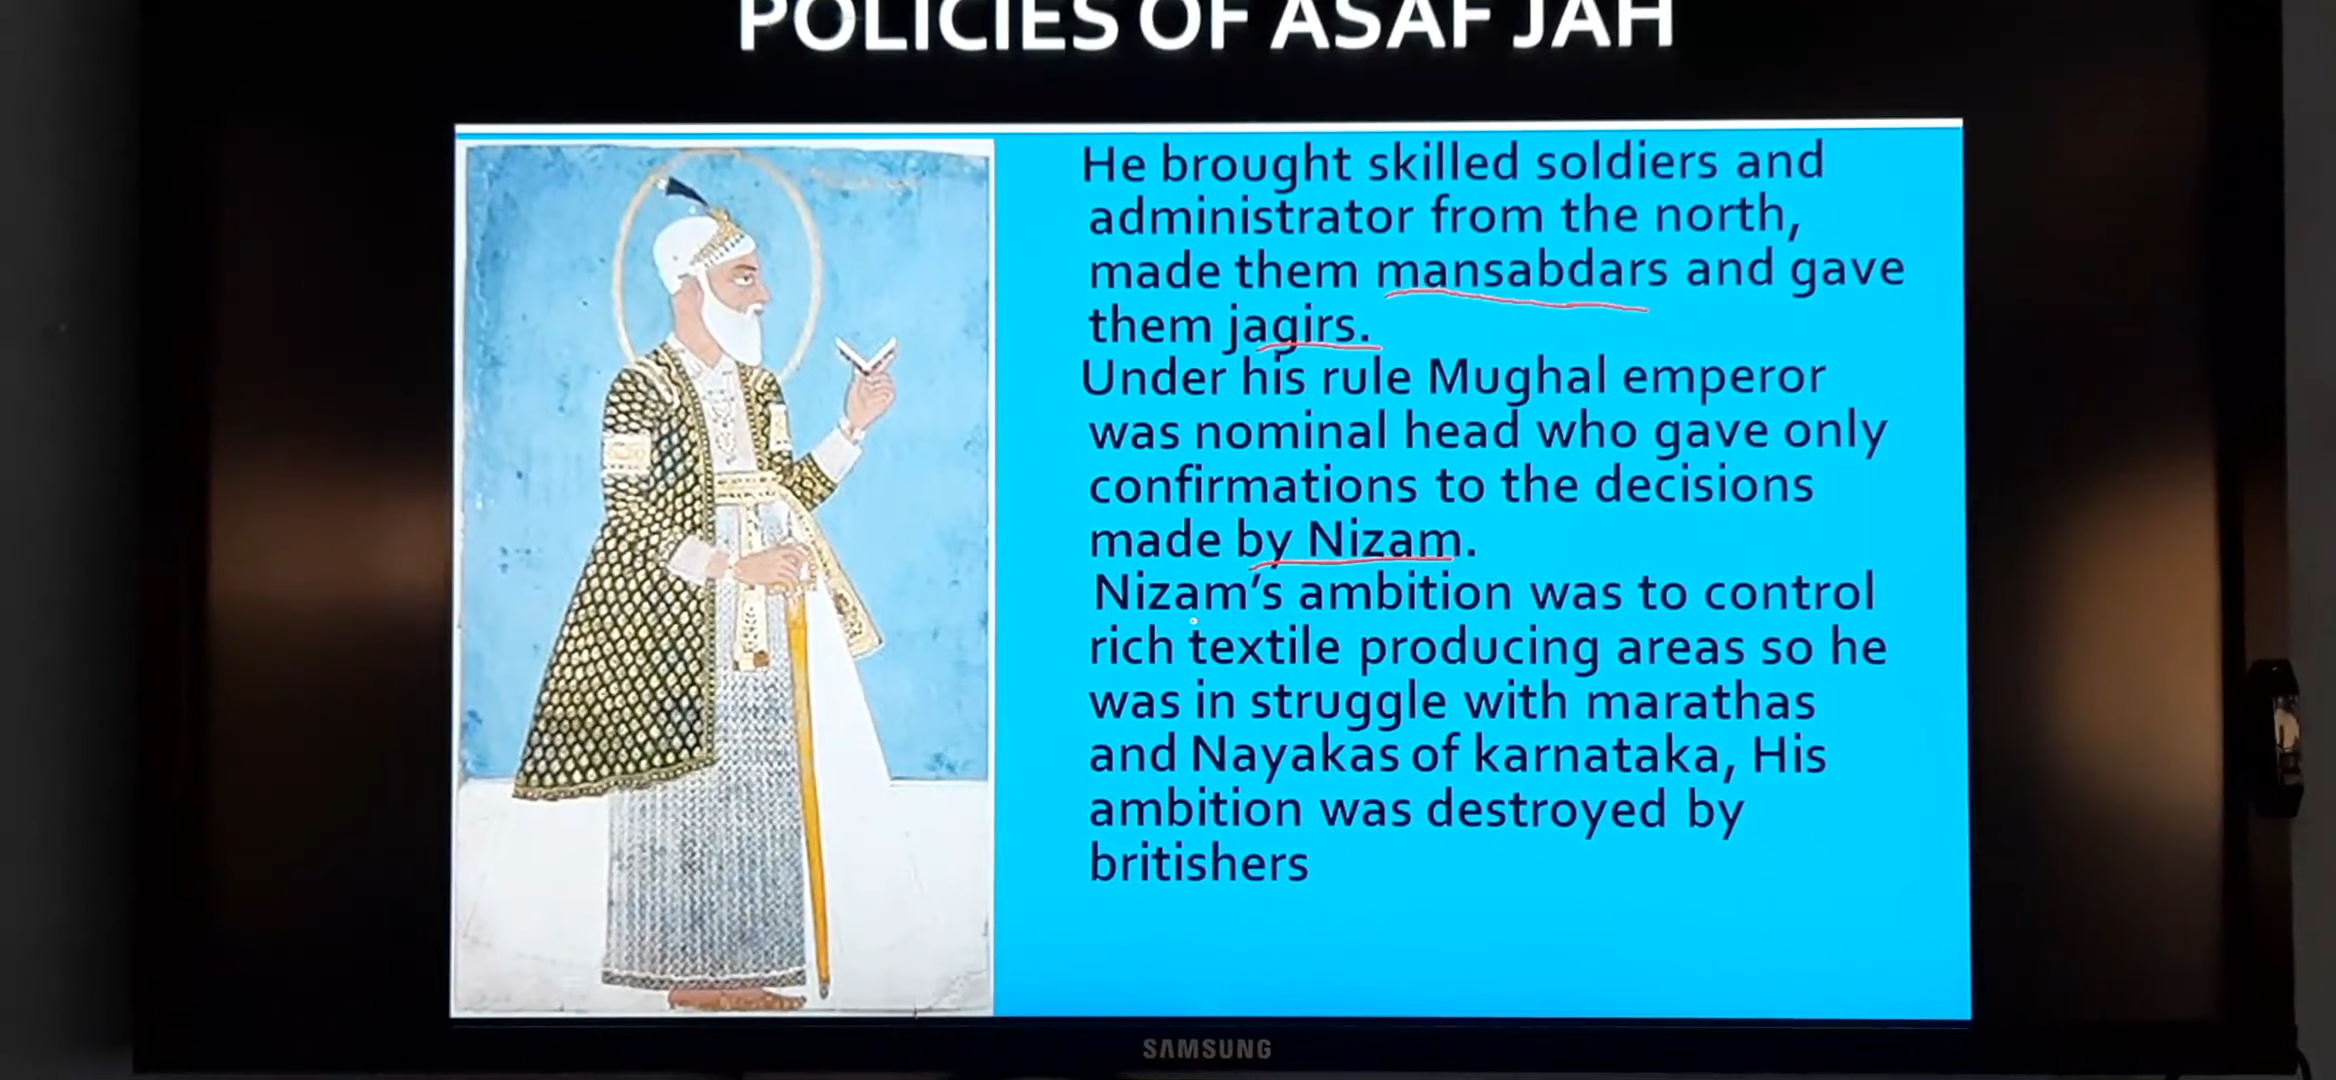 POLICIES OF ASAF JAH
He brought skilled soldiers and
administrator from the north,
made them mansabdars and gave
them jagirs.
Under his rule Mughal emperor
was nominal head who gave only
confirmations to the decisions
made by Nizam.
Nizam's ambition was to control
rich textile producing areas so he
was in struggle with marathas
and Nayakas of karnataka, His
ambition was destroyed by
britishers
SAMSUNG